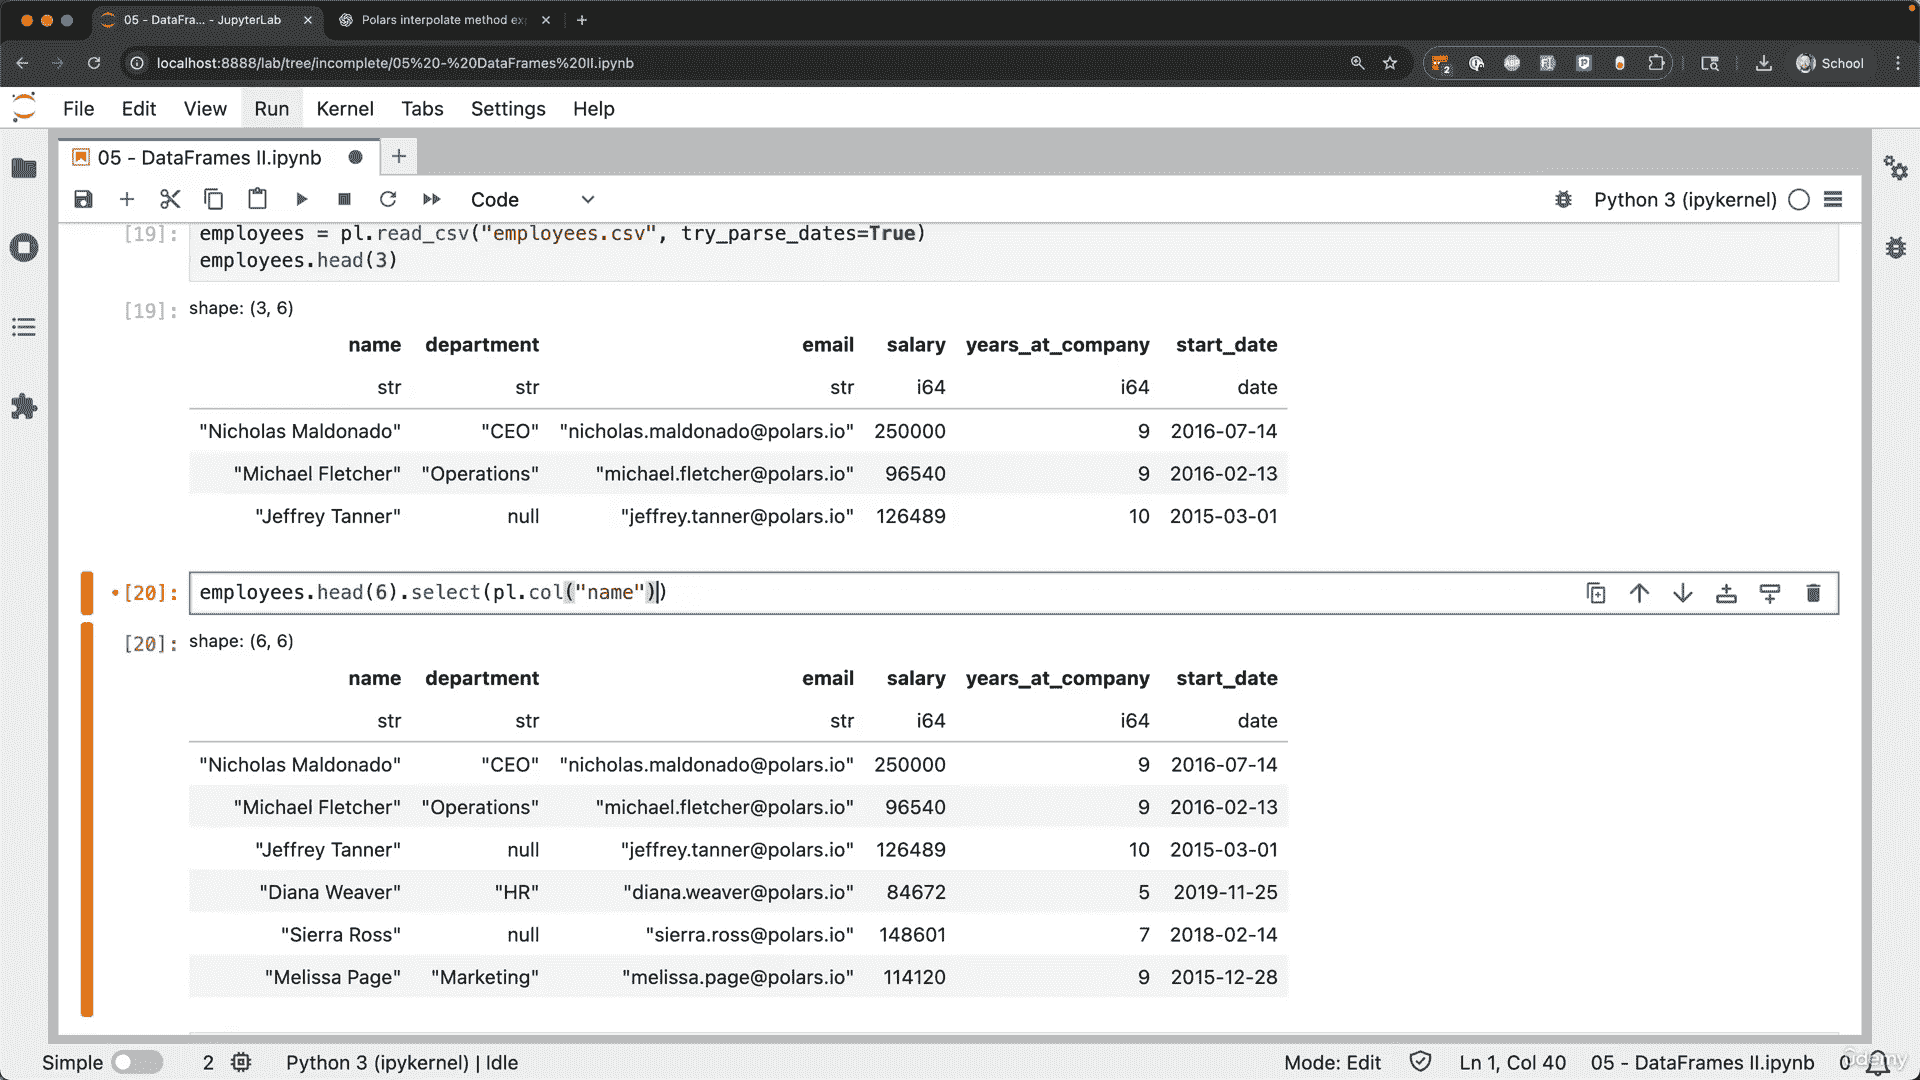 05 - DataFra... - JupyterLab
Polars interpolate method ex
localhost:8888/lab/tree/incomplete/05%20-%20DataFrames%20II.ipynb
2
School
File Edit View Run Kernel Tabs Settings Help
05 - DataFrames II.ipynb
Code
Python 3 (ipykernel)
[19]: employees = pl.read_csv("employees.csv", try_parse_dates=True)
employees.head(3)
[19]: shape: (3, 6)
name department email salary years_at_company start_date
str str str i64 i64 date
"Nicholas Maldonado" "CEO" "nicholas.maldonado@polars.io" 250000 9 2016-07-14
"Michael Fletcher" "Operations" "michael.fletcher@polars.io" 96540 9 2016-02-13
"Jeffrey Tanner" null "jeffrey.tanner@polars.io" 126489 10 2015-03-01
[20]: employees.head(6).select(pl.col("name"))
[20]: shape: (6, 6)
name department email salary years_at_company start_date
str str str i64 i64 date
"Nicholas Maldonado" "CEO" "nicholas.maldonado@polars.io" 250000 9 2016-07-14
"Michael Fletcher" "Operations" "michael.fletcher@polars.io" 96540 9 2016-02-13
"Jeffrey Tanner" null "jeffrey.tanner@polars.io" 126489 10 2015-03-01
"Diana Weaver" "HR" "diana.weaver@polars.io" 84672 5 2019-11-25
"Sierra Ross" null "sierra.ross@polars.io" 148601 7 2018-02-14
"Melissa Page" "Marketing" "melissa.page@polars.io" 114120 9 2015-12-28
Simple 2 Python 3 (ipykernel) | Idle Mode: Edit Ln 1, Col 40 05 - DataFrames II.ipynb 0
Udemy